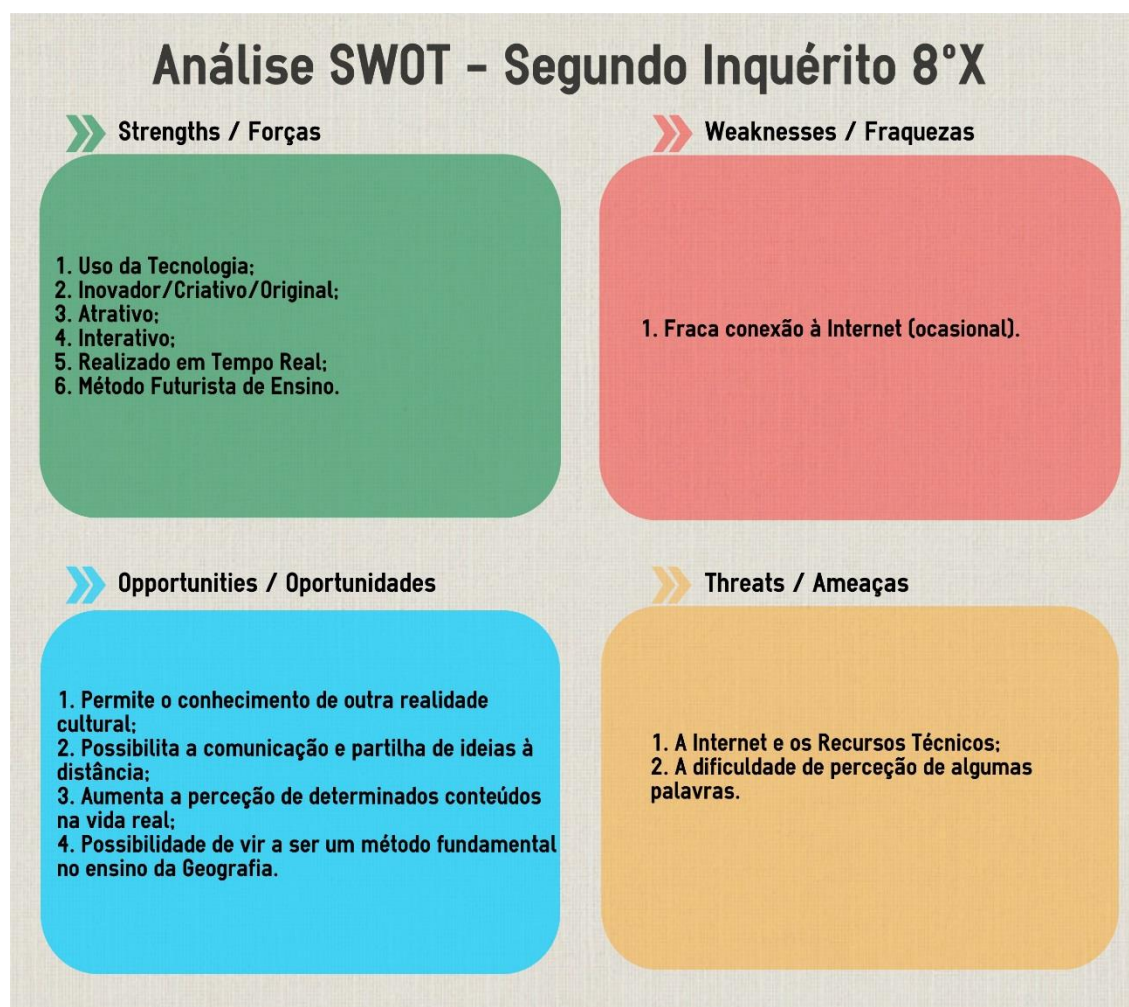 Análise SWOT - Segundo Inquérito 8ºX
Strengths / Forças
1. Uso da Tecnologia;
2. Inovador/Criativo/Original;
3. Atrativo;
4. Interativo;
5. Realizado em Tempo Real;
6. Método Futurista de Ensino.
Weaknesses / Fraquezas
1. Fraca conexão à Internet (ocasional).
Opportunities / Oportunidades
1. Permite o conhecimento de outra realidade
cultural;
2. Possibilita a comunicação e partilha de ideias à
distância;
3. Aumenta a perceção de determinados conteúdos
na vida real;
4. Possibilidade de vir a ser um método fundamental
no ensino da Geografia.
Threats / Ameaças
1. A Internet e os Recursos Técnicos;
2. A dificuldade de perceção de algumas
palavras.